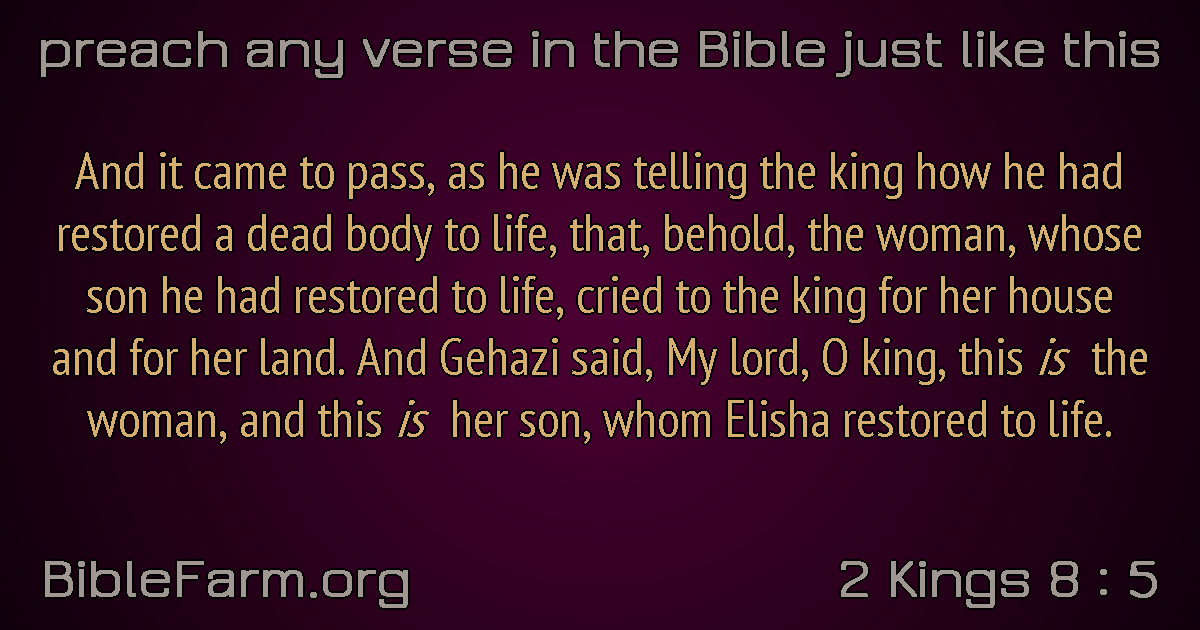 preach any verse in the Bible just like this
And it came to pass, as he was telling the king how he had
restored a dead body to life, that, behold, the woman, whose
son he had restored to life, cried to the king for her house
and for her land. And Gehazi said, My lord, O king, this is the
woman, and this is her son, whom Elisha restored to life.
BibleFarm.org
2 Kings 8 : 5